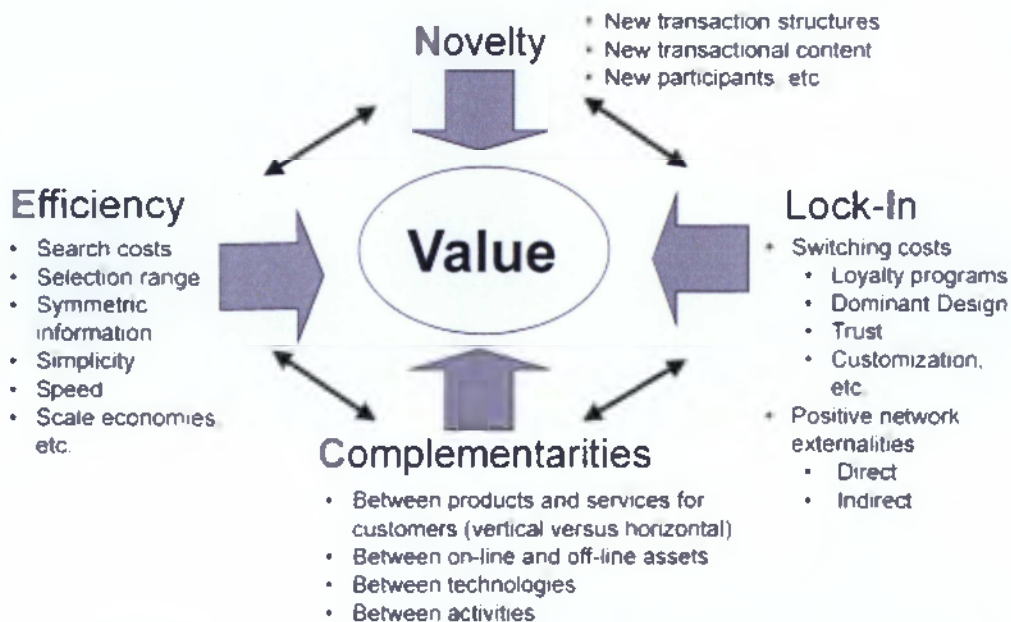 Novelty
• New transaction structures
• New transactional content
• New participants, etc
Efficiency
• Search costs
• Selection range
• Symmetric
information
• Simplicity
• Speed
• Scale economies,
etc.
Value
Lock-In
• Switching costs
• Loyalty programs
• Dominant Design
• Trust
• Customization,
etc.
• Positive network
externalities
• Direct
• Indirect
Complementarities
• Between products and services for
customers (vertical versus horizontal)
• Between on-line and off-line assets
• Between technologies
• Between activities